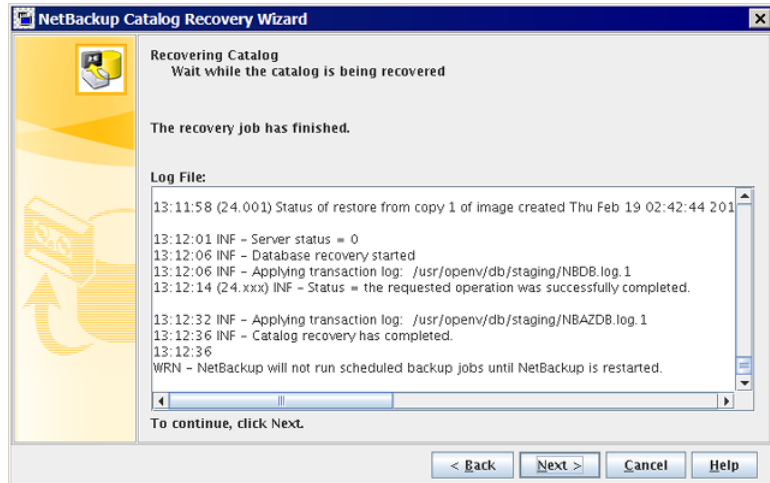 NetBackup Catalog Recovery Wizard
Recovering Catalog
Wait while the catalog is being recovered
The recovery job has finished.
Log File:
13:11:58 (24.001) Status of restore from copy 1 of image created Thu Feb 19 02:42:44 201
13:12:01 INF - Server status = 0
13:12:06 INF - Database recovery started
13:12:06 INF - Applying transaction log: /usr/openv/db/staging/NBDB.log.1
13:12:14 (24.xxx) INF - Status = the requested operation was successfully completed.
13:12:32 INF - Applying transaction log: /usr/openv/db/staging/NBAZDB.log.1
13:12:36 INF - Catalog recovery has completed.
13:12:36
WRN - NetBackup will not run scheduled backup jobs until NetBackup is restarted.
To continue, click Next.
< Back Next > Cancel Help